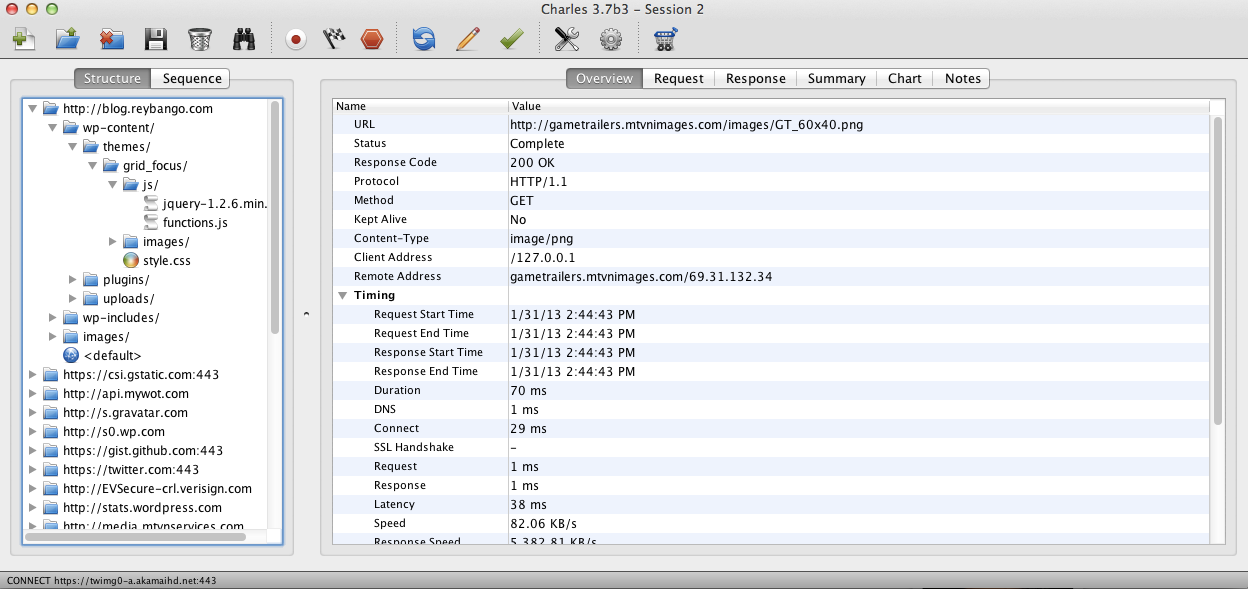 Charles 3.7b3 – Session 2
Structure Sequence
http://blog.reybango.com
wp-content/
themes/
grid_focus/
js/
jquery-1.2.6.min.
functions.js
images/
style.css
plugins/
uploads/
wp-includes/
images/
<default>
https://csi.gstatic.com:443
http://api.mywot.com
http://s.gravatar.com
http://s0.wp.com
https://gist.github.com:443
https://twitter.com:443
http://EVSecure-crl.verisign.com
http://stats.wordpress.com
http://media.mtvnservices.com
Overview Request Response Summary Chart Notes
Name Value
URL http://gametrailers.mtvnimages.com/images/GT_60x40.png
Status Complete
Response Code 200 OK
Protocol HTTP/1.1
Method GET
Kept Alive No
Content-Type image/png
Client Address /127.0.0.1
Remote Address gametrailers.mtvnimages.com/69.31.132.34
Timing
Request Start Time 1/31/13 2:44:43 PM
Request End Time 1/31/13 2:44:43 PM
Response Start Time 1/31/13 2:44:43 PM
Response End Time 1/31/13 2:44:43 PM
Duration 70 ms
DNS 1 ms
Connect 29 ms
SSL Handshake –
Request 1 ms
Response 1 ms
Latency 38 ms
Speed 82.06 KB/s
Response Speed 5,382.81 KB/s
CONNECT https://twimg0-a.akamaihd.net:443